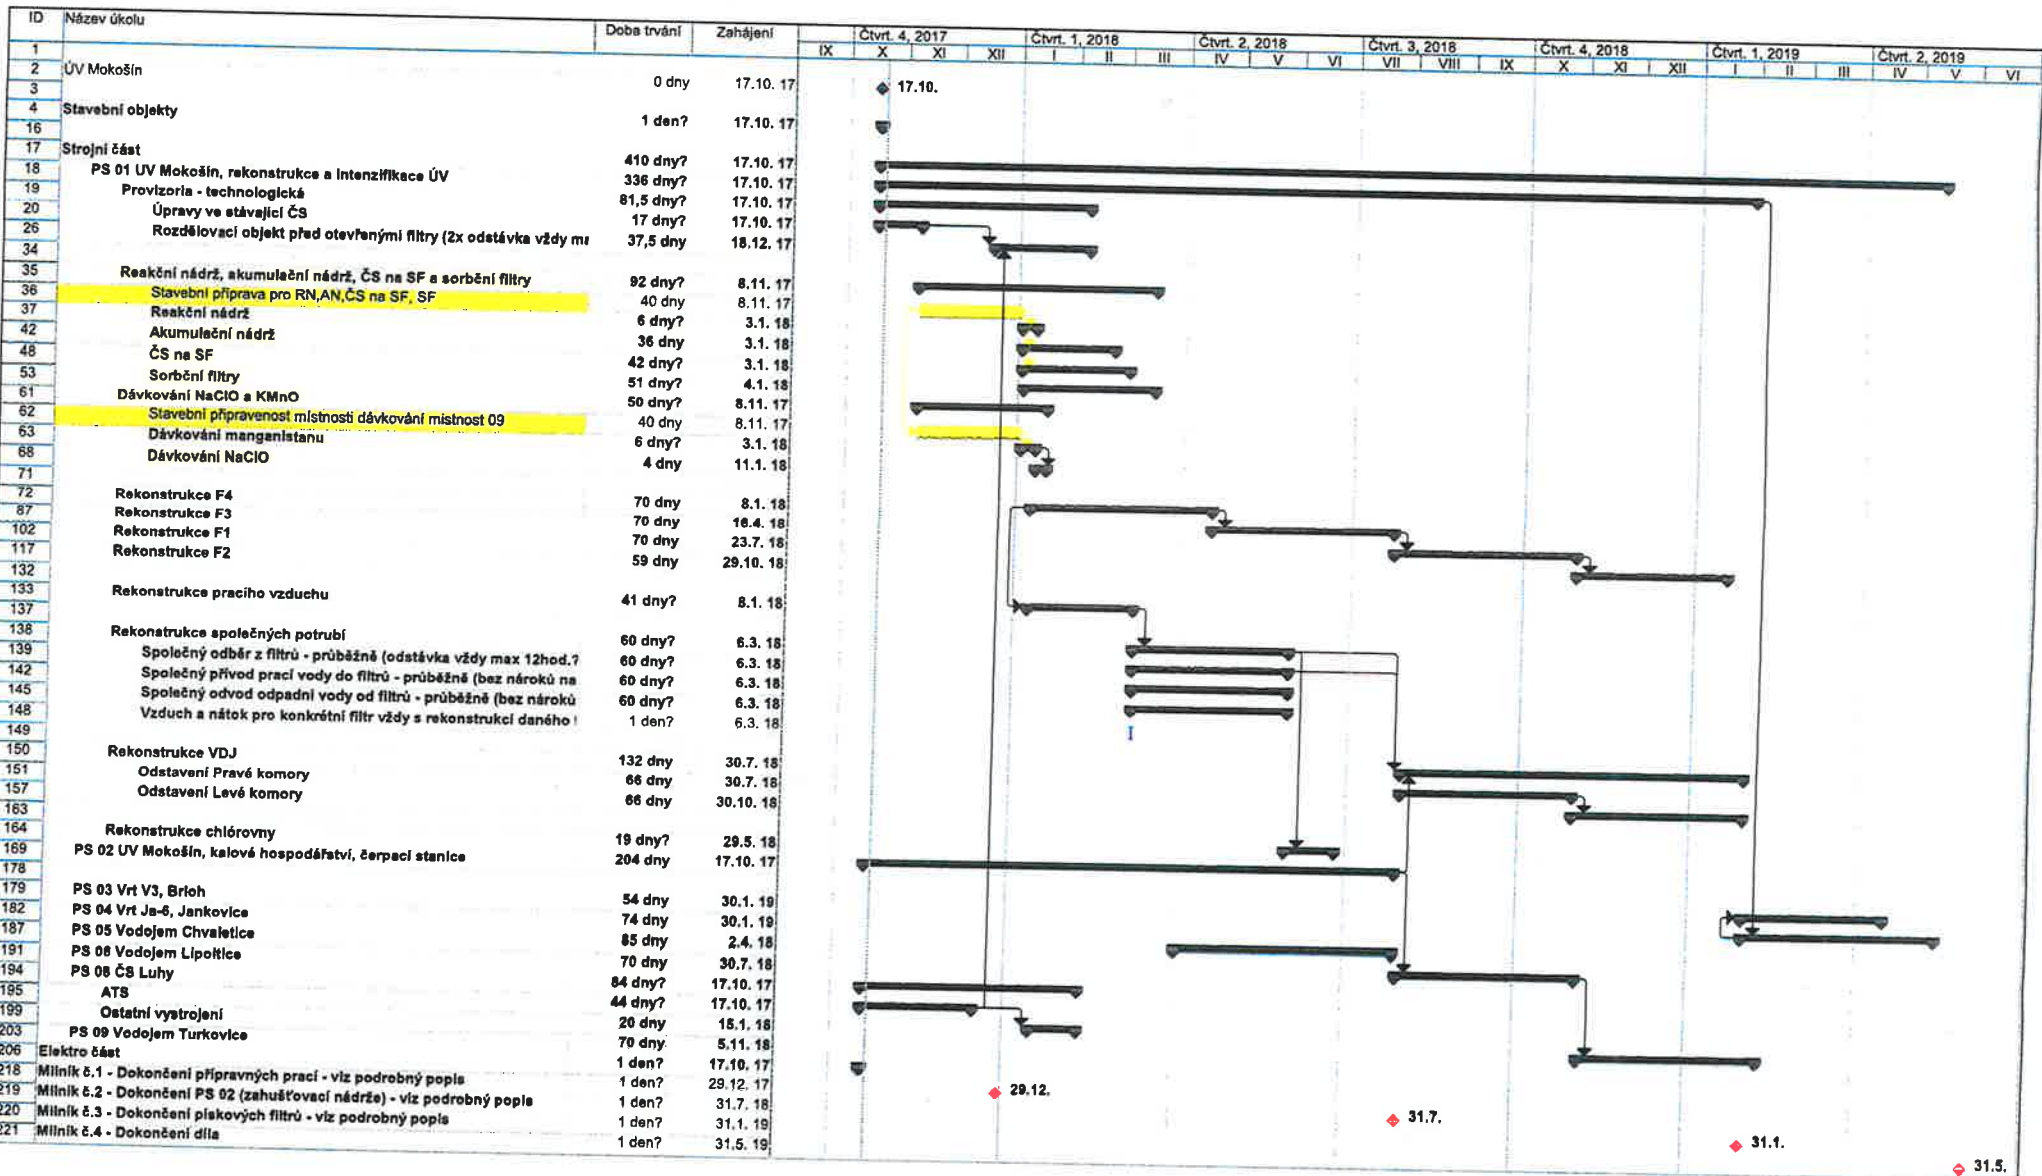 ID Název úkolu Doba trvání Zahájení Čtvrt. 4, 2017 Čtvrt. 1, 2018 Čtvrt. 2, 2018 Čtvrt. 3, 2018 Čtvrt. 4, 2018 Čtvrt. 1, 2019 Čtvrt. 2, 2019
IX X XI XII I II III IV V VI VII VIII IX X XI XII I II III IV V VI
1
2 ÚV Mokošín 0 dny 17.10. 17 17.10.
3
4 Stavební objekty 1 den? 17.10. 17
16
17 Strojní část 410 dny? 17.10. 17
18 PS 01 UV Mokošín, rekonstrukce a intenzifikace ÚV 336 dny? 17.10. 17
19 Provizoria - technologická 81,5 dny? 17.10. 17
20 Úpravy ve stávající ČS 17 dny? 17.10. 17
26 Rozdělovací objekt před otevřenými filtry (2x odstávka vždy 37,5 dny 18.12. 17
34
35 Reakční nádrž, akumulační nádrž, ČS na SF a sorbční filtry 92 dny? 8.11. 17
36 Stavební příprava pro RN,AN,ČS na SF, SF 40 dny 8.11. 17
37 Reakční nádrž 6 dny? 3.1. 18
42 Akumulační nádrž 36 dny 3.1. 18
48 ČS na SF 42 dny? 3.1. 18
53 Sorbční filtry 51 dny? 4.1. 18
61 Dávkování NaClO a KMnO 50 dny? 8.11. 17
62 Stavební připravenost místnosti dávkování mistnost 09 40 dny 8.11. 17
63 Dávkování manganistanu 6 dny? 3.1. 18
68 Dávkování NaClO 4 dny 11.1. 18
71
72 Rekonstrukce F4 70 dny 8.1. 18
87 Rekonstrukce F3 70 dny 16.4. 18
102 Rekonstrukce F1 70 dny 23.7. 18
117 Rekonstrukce F2 59 dny 29.10. 18
132
133 Rekonstrukce pracího vzduchu 41 dny? 8.1. 18
137
138 Rekonstrukce společných potrubí 60 dny? 6.3. 18
139 Společný odběr z filtrů - průběžně (odstávka vždy max 12hod.? 60 dny? 6.3. 18
142 Společný přívod prací vody do filtrů - průběžně (bez nároků na 60 dny? 6.3. 18
145 Společný odvod odpadní vody od filtrů - průběžně (bez nároků 60 dny? 6.3. 18
148 Vzduch a nátok pro konkrétní filtr vždy s rekonstrukcí daného 1 den? 6.3. 18
149
150 Rekonstrukce VDJ 132 dny 30.7. 18
151 Odstavení Pravé komory 66 dny 30.7. 18
157 Odstavení Levé komory 66 dny 30.10. 18
163
164 Rekonstrukce chlórovny 19 dny? 29.5. 18
169 PS 02 UV Mokošín, kalové hospodářství, čerpací stanice 204 dny 17.10. 17
178
179 PS 03 Vrt V3, Brloh 54 dny 30.1. 19
182 PS 04 Vrt Ja-6, Jankovice 74 dny 30.1. 19
187 PS 05 Vodojem Chvaletice 85 dny 2.4. 18
191 PS 06 Vodojem Lipoltice 70 dny 30.7. 18
194 PS 08 ČS Luhy 84 dny? 17.10. 17
195 ATS 44 dny? 17.10. 17
199 Ostatní vystrojení 20 dny 15.1. 18
203 PS 09 Vodojem Turkovice 70 dny 5.11. 18
206 Elektro část 1 den? 17.10. 17
218 Milník č.1 - Dokončení přípravných prací - viz podrobný popis 1 den? 29.12. 17 29.12.
219 Milník č.2 - Dokončení PS 02 (zahušťovací nádrže) - viz podrobný popis 1 den? 31.7. 18 31.7.
220 Milník č.3 - Dokončení pískových filtrů - viz podrobný popis 1 den? 31.1. 19 31.1.
221 Milník č.4 - Dokončení díla 1 den? 31.5. 19 31.5.